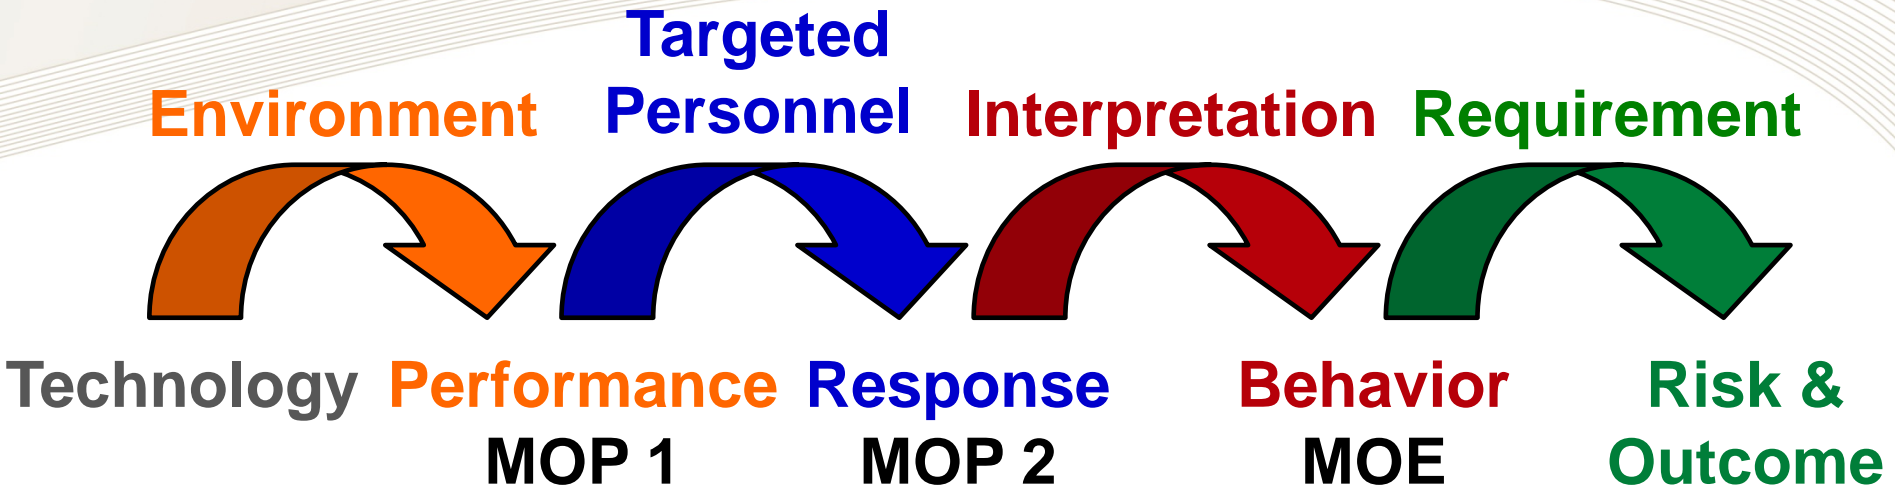 Targeted
Environment Personnel Interpretation Requirement
Technology Performance Response Behavior Risk &
MOP 1 MOP 2 MOE Outcome